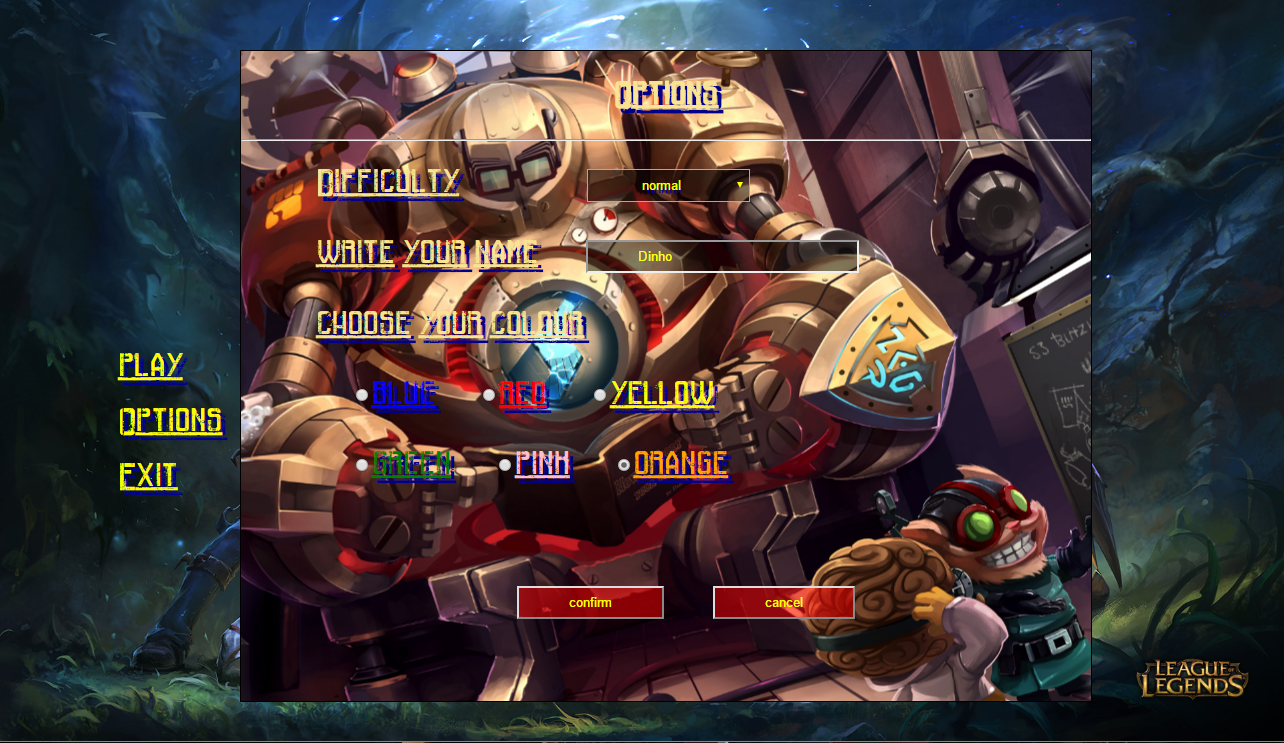 OPTIONS
DIFFICULTY normal
WRITE YOUR NAME Dinho
CHOOSE YOUR COLOUR
PLAY
BLUE RED YELLOW
OPTIONS
GREEN PINK ORANGE
EXIT
confirm cancel
LEAGUE OF
LEGENDS